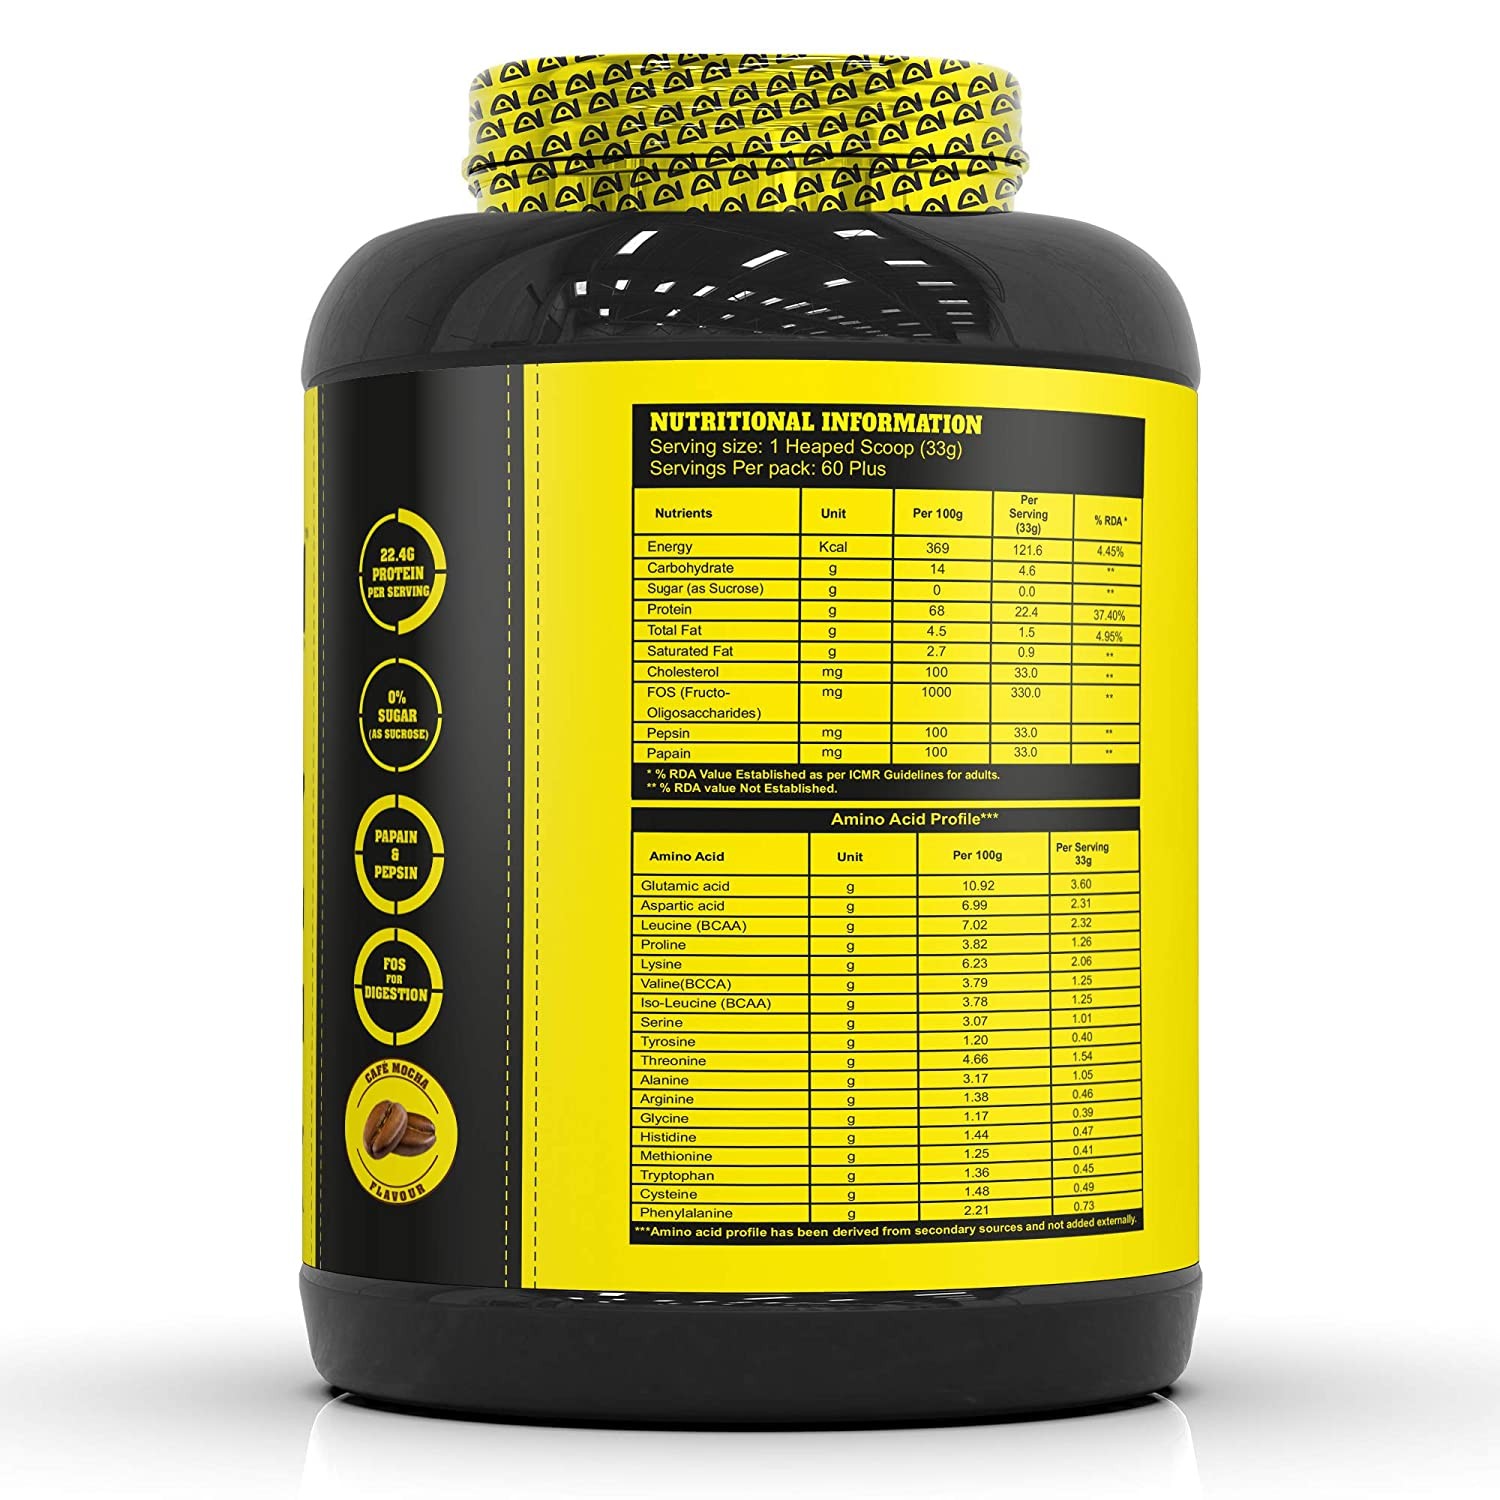 22.4G
PROTEIN
PER SERVING
0%
SUGAR
(AS SUCROSE)
PAPAIN
&
PEPSIN
FOS
FOR
DIGESTION
CAFÉ MOCHA
FLAVOUR
NUTRITIONAL INFORMATION
Serving size: 1 Heaped Scoop (33g)
Servings Per pack: 60 Plus
Nutrients Unit Per 100g Per Serving (33g) % RDA *
Energy Kcal 369 121.6 4.45%
Carbohydrate g 14 4.6 **
Sugar (as Sucrose) g 0 0.0 **
Protein g 68 22.4 37.40%
Total Fat g 4.5 1.5 4.95%
Saturated Fat g 2.7 0.9 **
Cholesterol mg 100 33.0 **
FOS (Fructo- mg 1000 330.0 **
Oligosaccharides)
Pepsin mg 100 33.0 **
Papain mg 100 33.0 **
* % RDA Value Established as per ICMR Guidelines for adults.
** % RDA value Not Established.
Amino Acid Profile***
Amino Acid Unit Per 100g Per Serving 33g
Glutamic acid g 10.92 3.60
Aspartic acid g 6.99 2.31
Leucine (BCAA) g 7.02 2.32
Proline g 3.82 1.26
Lysine g 6.23 2.06
Valine(BCCA) g 3.79 1.25
Iso-Leucine (BCAA) g 3.78 1.25
Serine g 3.07 1.01
Tyrosine g 1.20 0.40
Threonine g 4.66 1.54
Alanine g 3.17 1.05
Arginine g 1.38 0.46
Glycine g 1.17 0.39
Histidine g 1.44 0.47
Methionine g 1.25 0.41
Tryptophan g 1.36 0.45
Cysteine g 1.48 0.49
Phenylalanine g 2.21 0.73
***Amino acid profile has been derived from secondary sources and not added externally.